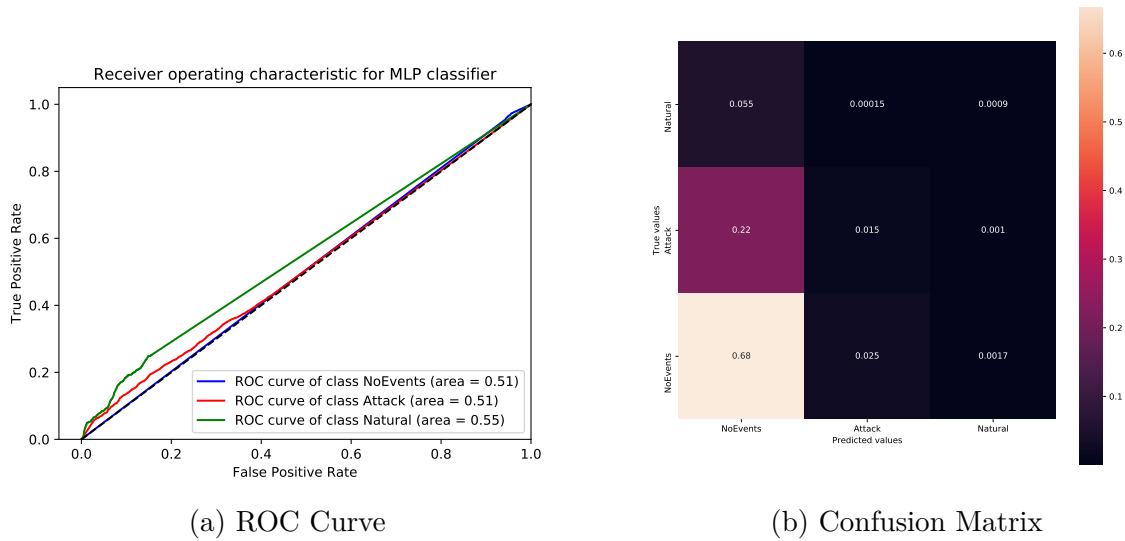 Receiver operating characteristic for MLP classifier
True Positive Rate
1.0
0.8
0.6
0.4
0.2
0.0
ROC curve of class NoEvents (area = 0.51)
ROC curve of class Attack (area = 0.51)
ROC curve of class Natural (area = 0.55)
0.0 0.2 0.4 0.6 0.8 1.0
False Positive Rate
(a) ROC Curve
True values
Natural
Attack
NoEvents
0.055 0.00015 0.0009
0.22 0.015 0.001
0.68 0.025 0.0017
NoEvents Attack Natural
Predicted values
0.6
0.5
0.4
0.3
0.2
0.1
(b) Confusion Matrix